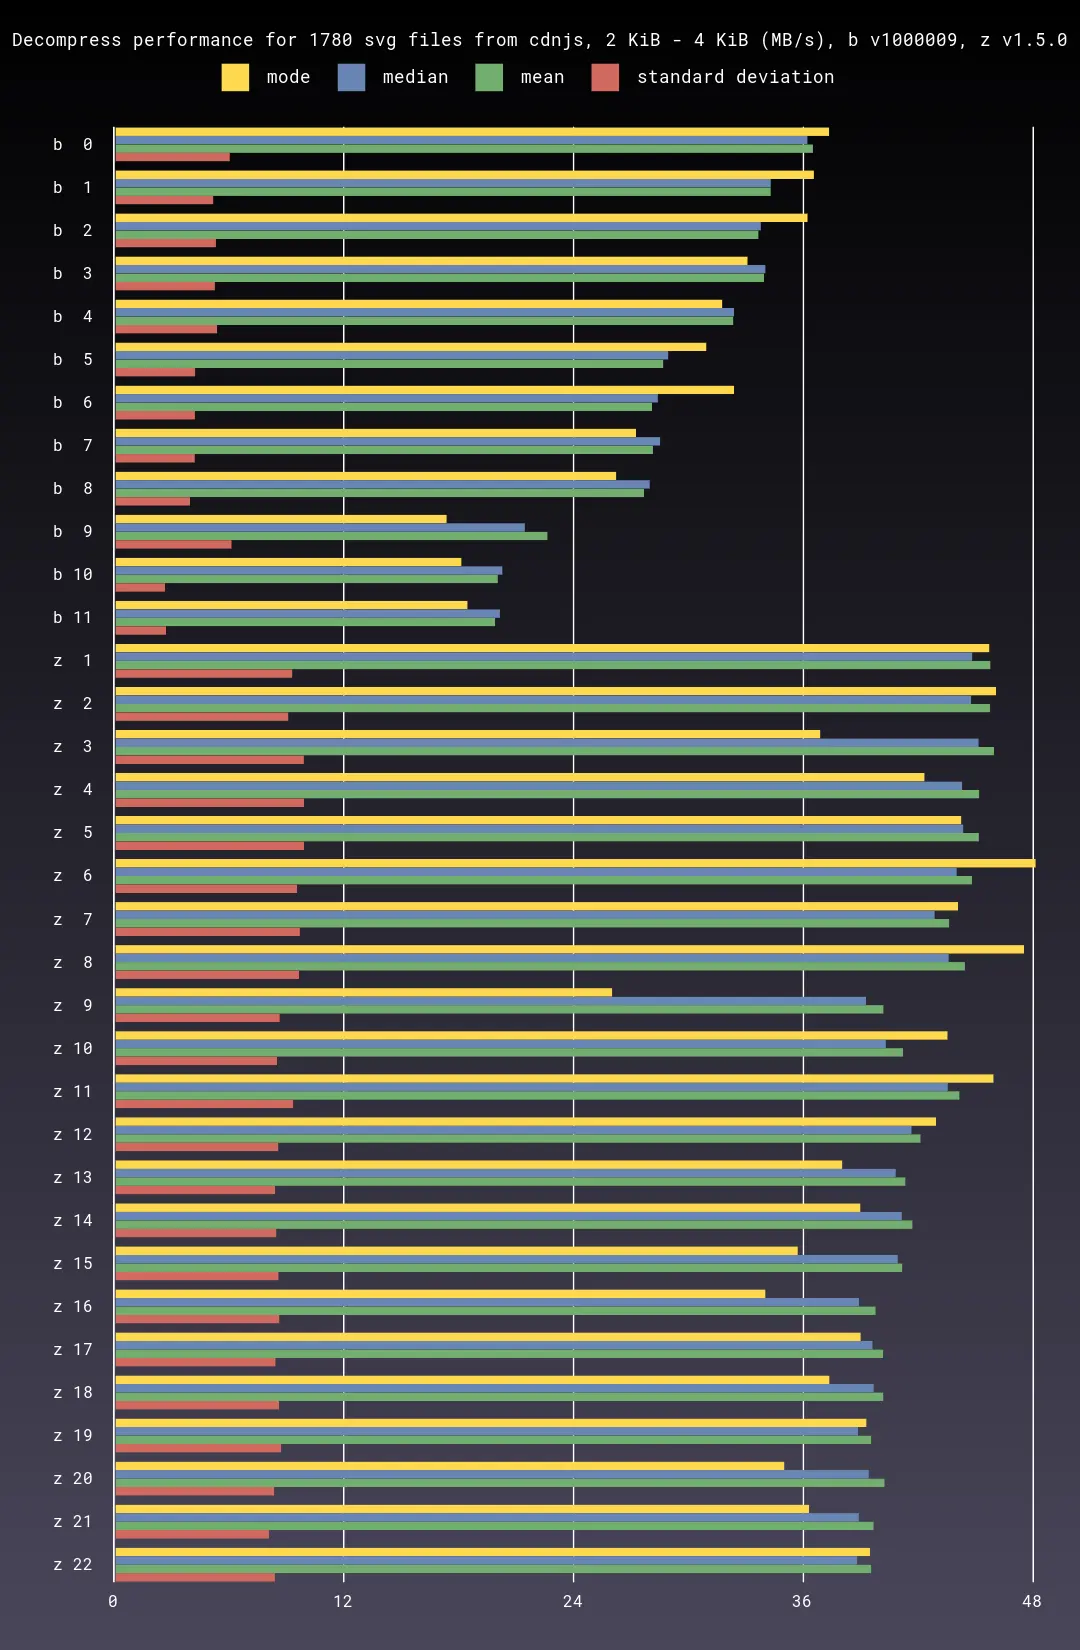 Decompress performance for 1780 svg files from cdnjs, 2 KiB - 4 KiB (MB/s), b v1000009, z v1.5.0
mode median mean standard deviation
b 0
b 1
b 2
b 3
b 4
b 5
b 6
b 7
b 8
b 9
b 10
b 11
z 1
z 2
z 3
z 4
z 5
z 6
z 7
z 8
z 9
z 10
z 11
z 12
z 13
z 14
z 15
z 16
z 17
z 18
z 19
z 20
z 21
z 22
0 12 24 36 48